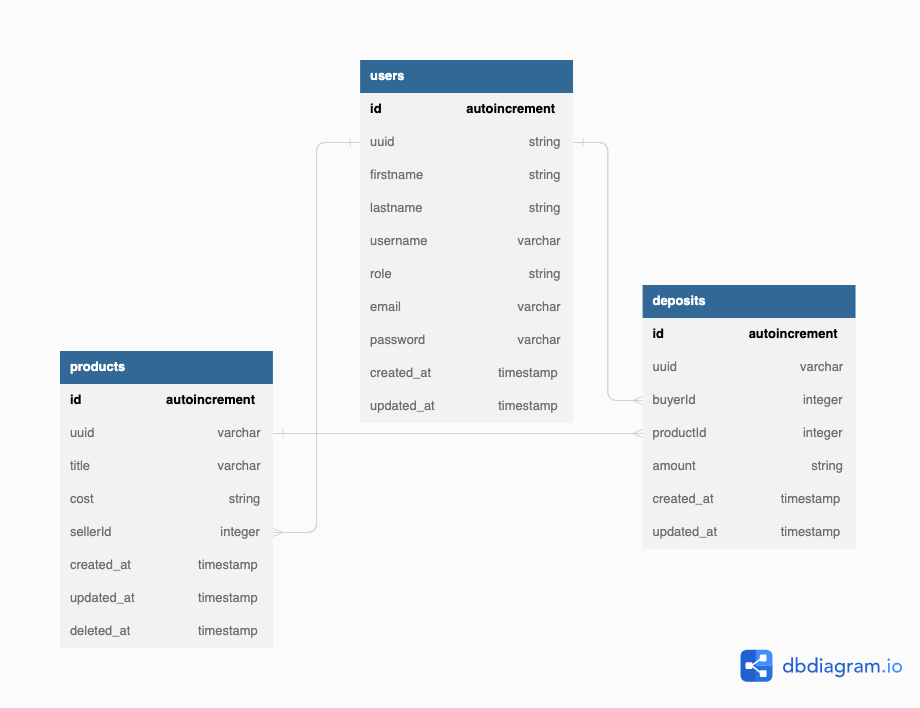 users
id autoincrement
uuid string
firstname string
lastname string
username varchar
role string
email varchar
password varchar
created_at timestamp
updated_at timestamp
products
id autoincrement
uuid varchar
title varchar
cost string
sellerId integer
created_at timestamp
updated_at timestamp
deleted_at timestamp
deposits
id autoincrement
uuid varchar
buyerId integer
productId integer
amount string
created_at timestamp
updated_at timestamp
dbdiagram.io